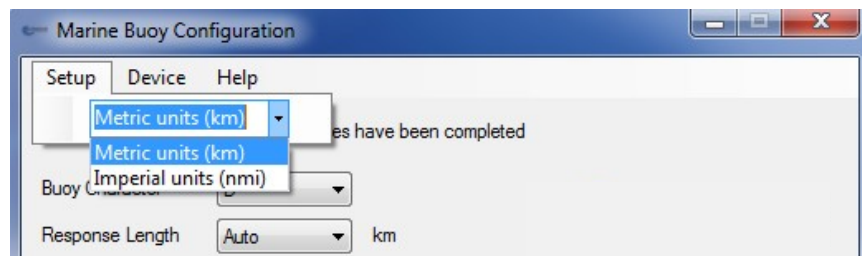 Marine Buoy Configuration
Setup Device Help
Metric units (km)
es have been completed
Metric units (km)
Imperial units (nmi)
Buoy
Response Length Auto km